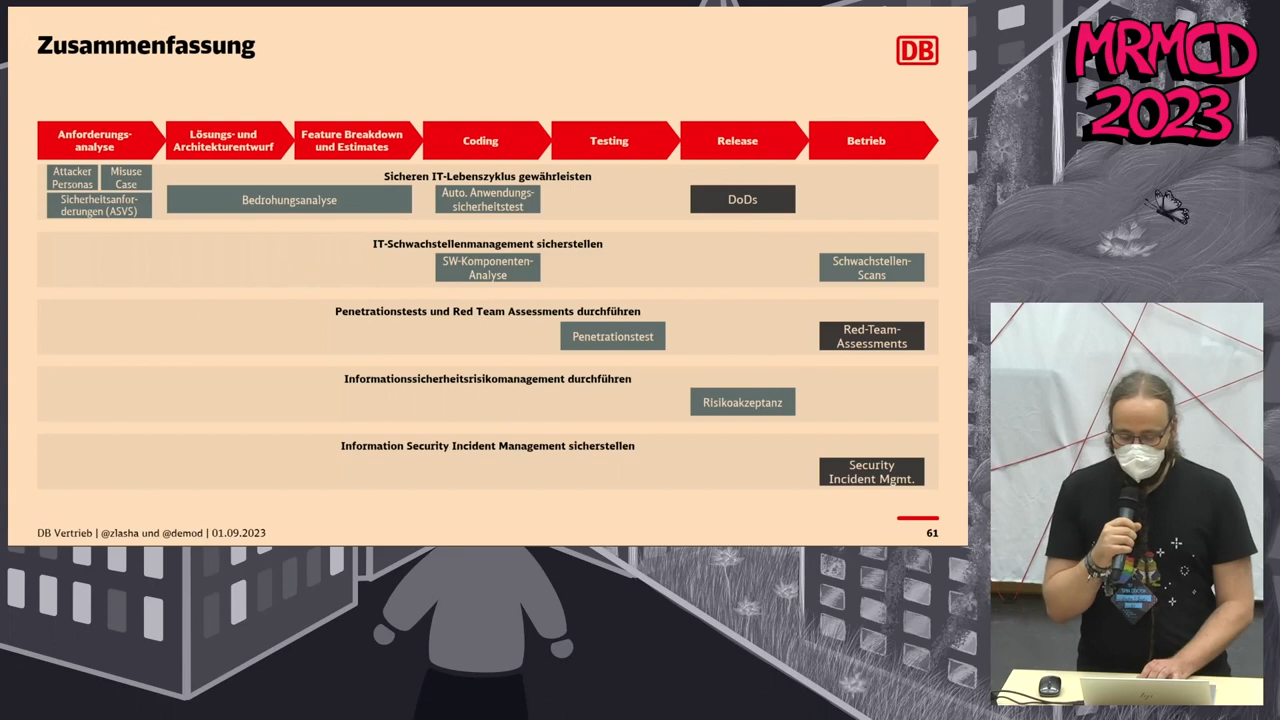 Zusammenfassung
DB
MRMCD
2023
Anforderungs-
analyse
Lösungs- und
Architekturentwurf
Feature Breakdown
und Estimates
Coding
Testing
Release
Betrieb
Sicheren IT-Lebenszyklus gewährleisten
Attacker
Personas
Misuse
Case
Sicherheitsanfor-
derungen (ASVS)
Bedrohungsanalyse
Auto. Anwendungs-
sicherheitstest
DoDs
IT-Schwachstellenmanagement sicherstellen
SW-Komponenten-
Analyse
Schwachstellen-
Scans
Penetrationstests und Red Team Assessments durchführen
Penetrationstest
Red-Team-
Assessments
Informationssicherheitsrisikomanagement durchführen
Risikoakzeptanz
Information Security Incident Management sicherstellen
Security
Incident Mgmt.
DB Vertrieb | @zlasha und @demod | 01.09.2023
61